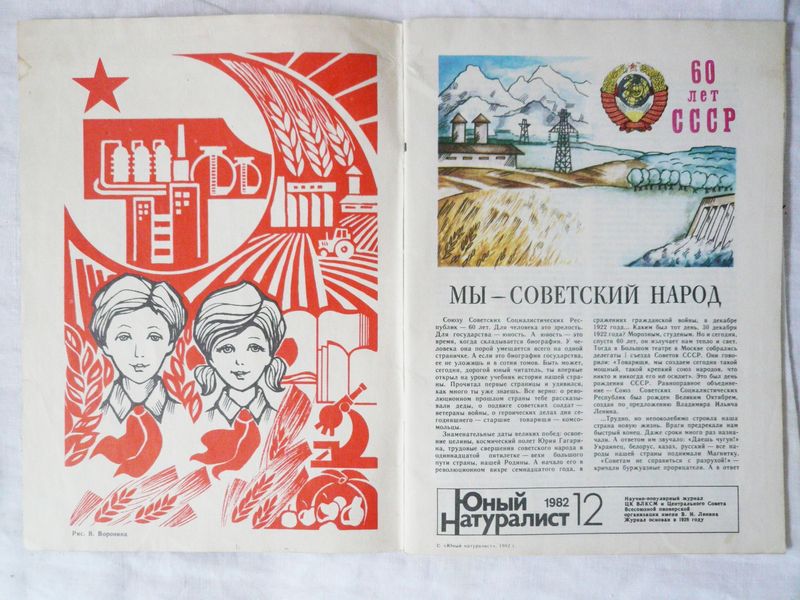 Рис. В. Воронина
60
лет
СССР
МЫ — СОВЕТСКИЙ НАРОД
Союзу Советских Социалистических Рес-
публик — 60 лет. Для человека это зрелость.
Для государства — юность. А юность — это
время, когда складывается биография. У че-
ловека она порой умещается всего на одной
страничке. А если это биография государства,
ее не уложишь и в сотни томов. Быть может,
сегодня, дорогой юный читатель, ты впервые
открыл на уроке учебник истории нашей стра-
ны. Прочитал первые страницы и удивился,
как много ты уже знаешь. Все верно: о рево-
люционном прошлом страны тебе рассказы-
вали деды, о подвиге советских солдат —
ветераны войны, о героических делах дня се-
годняшнего — старшие товарищи — комсо-
мольцы.
Знаменательные даты великих побед: освое-
ние целины, космический полет Юрия Гагари-
на, трудовые свершения советского народа в
одиннадцатой пятилетке — вехи большого
пути страны, нашей Родины. А начало его в
революционном вихре семнадцатого года, в
сражениях гражданской войны, в декабре
1922 года... Каким был тот день, 30 декабря
1922 года? Морозным, студеным. Но и сегодня,
спустя 60 лет, он излучает нам тепло и свет.
Тогда в Большом театре в Москве собрались
делегаты I съезда Советов СССР. Они гово-
рили: «Товарищи, мы создаем сегодня такой
мощный, такой крепкий союз народов, что
никто и никогда его не осилит». Это был день
рождения СССР. Равноправное объедине-
ние — Союз Советских Социалистических
Республик был рожден Великим Октябрем,
создан по предложению Владимира Ильича
Ленина.
...Трудно, но непоколебимо строила наша
страна новую жизнь. Враги предрекали нам
быстрый конец. Даже сроки много раз назна-
чали. А ответом им звучало: «Даешь чугун!»
Украинец, белорус, казах, русский — все на-
роды нашей страны поднимали Магнитку.
«Советам не справиться с разрухой!» —
кричали буржуазные прорицатели. А в ответ
Юный
Натуралист
1982
12
Научно-популярный журнал
ЦК ВЛКСМ и Центрального Совета
Всесоюзной пионерской
организации имени В. И. Ленина
Журнал основан в 1928 году
© «Юный натуралист», 1982 г.